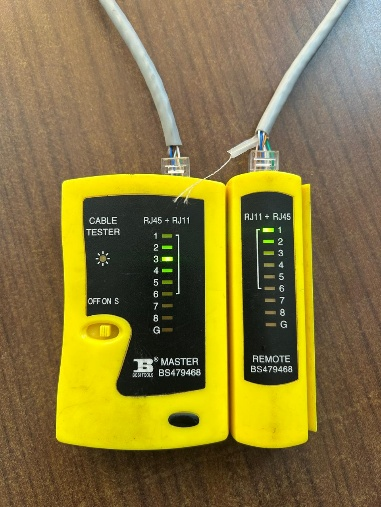 CABLE
TESTER
RJ45 + RJ11
1
2
3
4
5
6
7
8
G
OFF ON S
B®
MASTER
BS479468
RJ11 + RJ45
1
2
3
4
5
6
7
8
G
REMOTE
BS479468